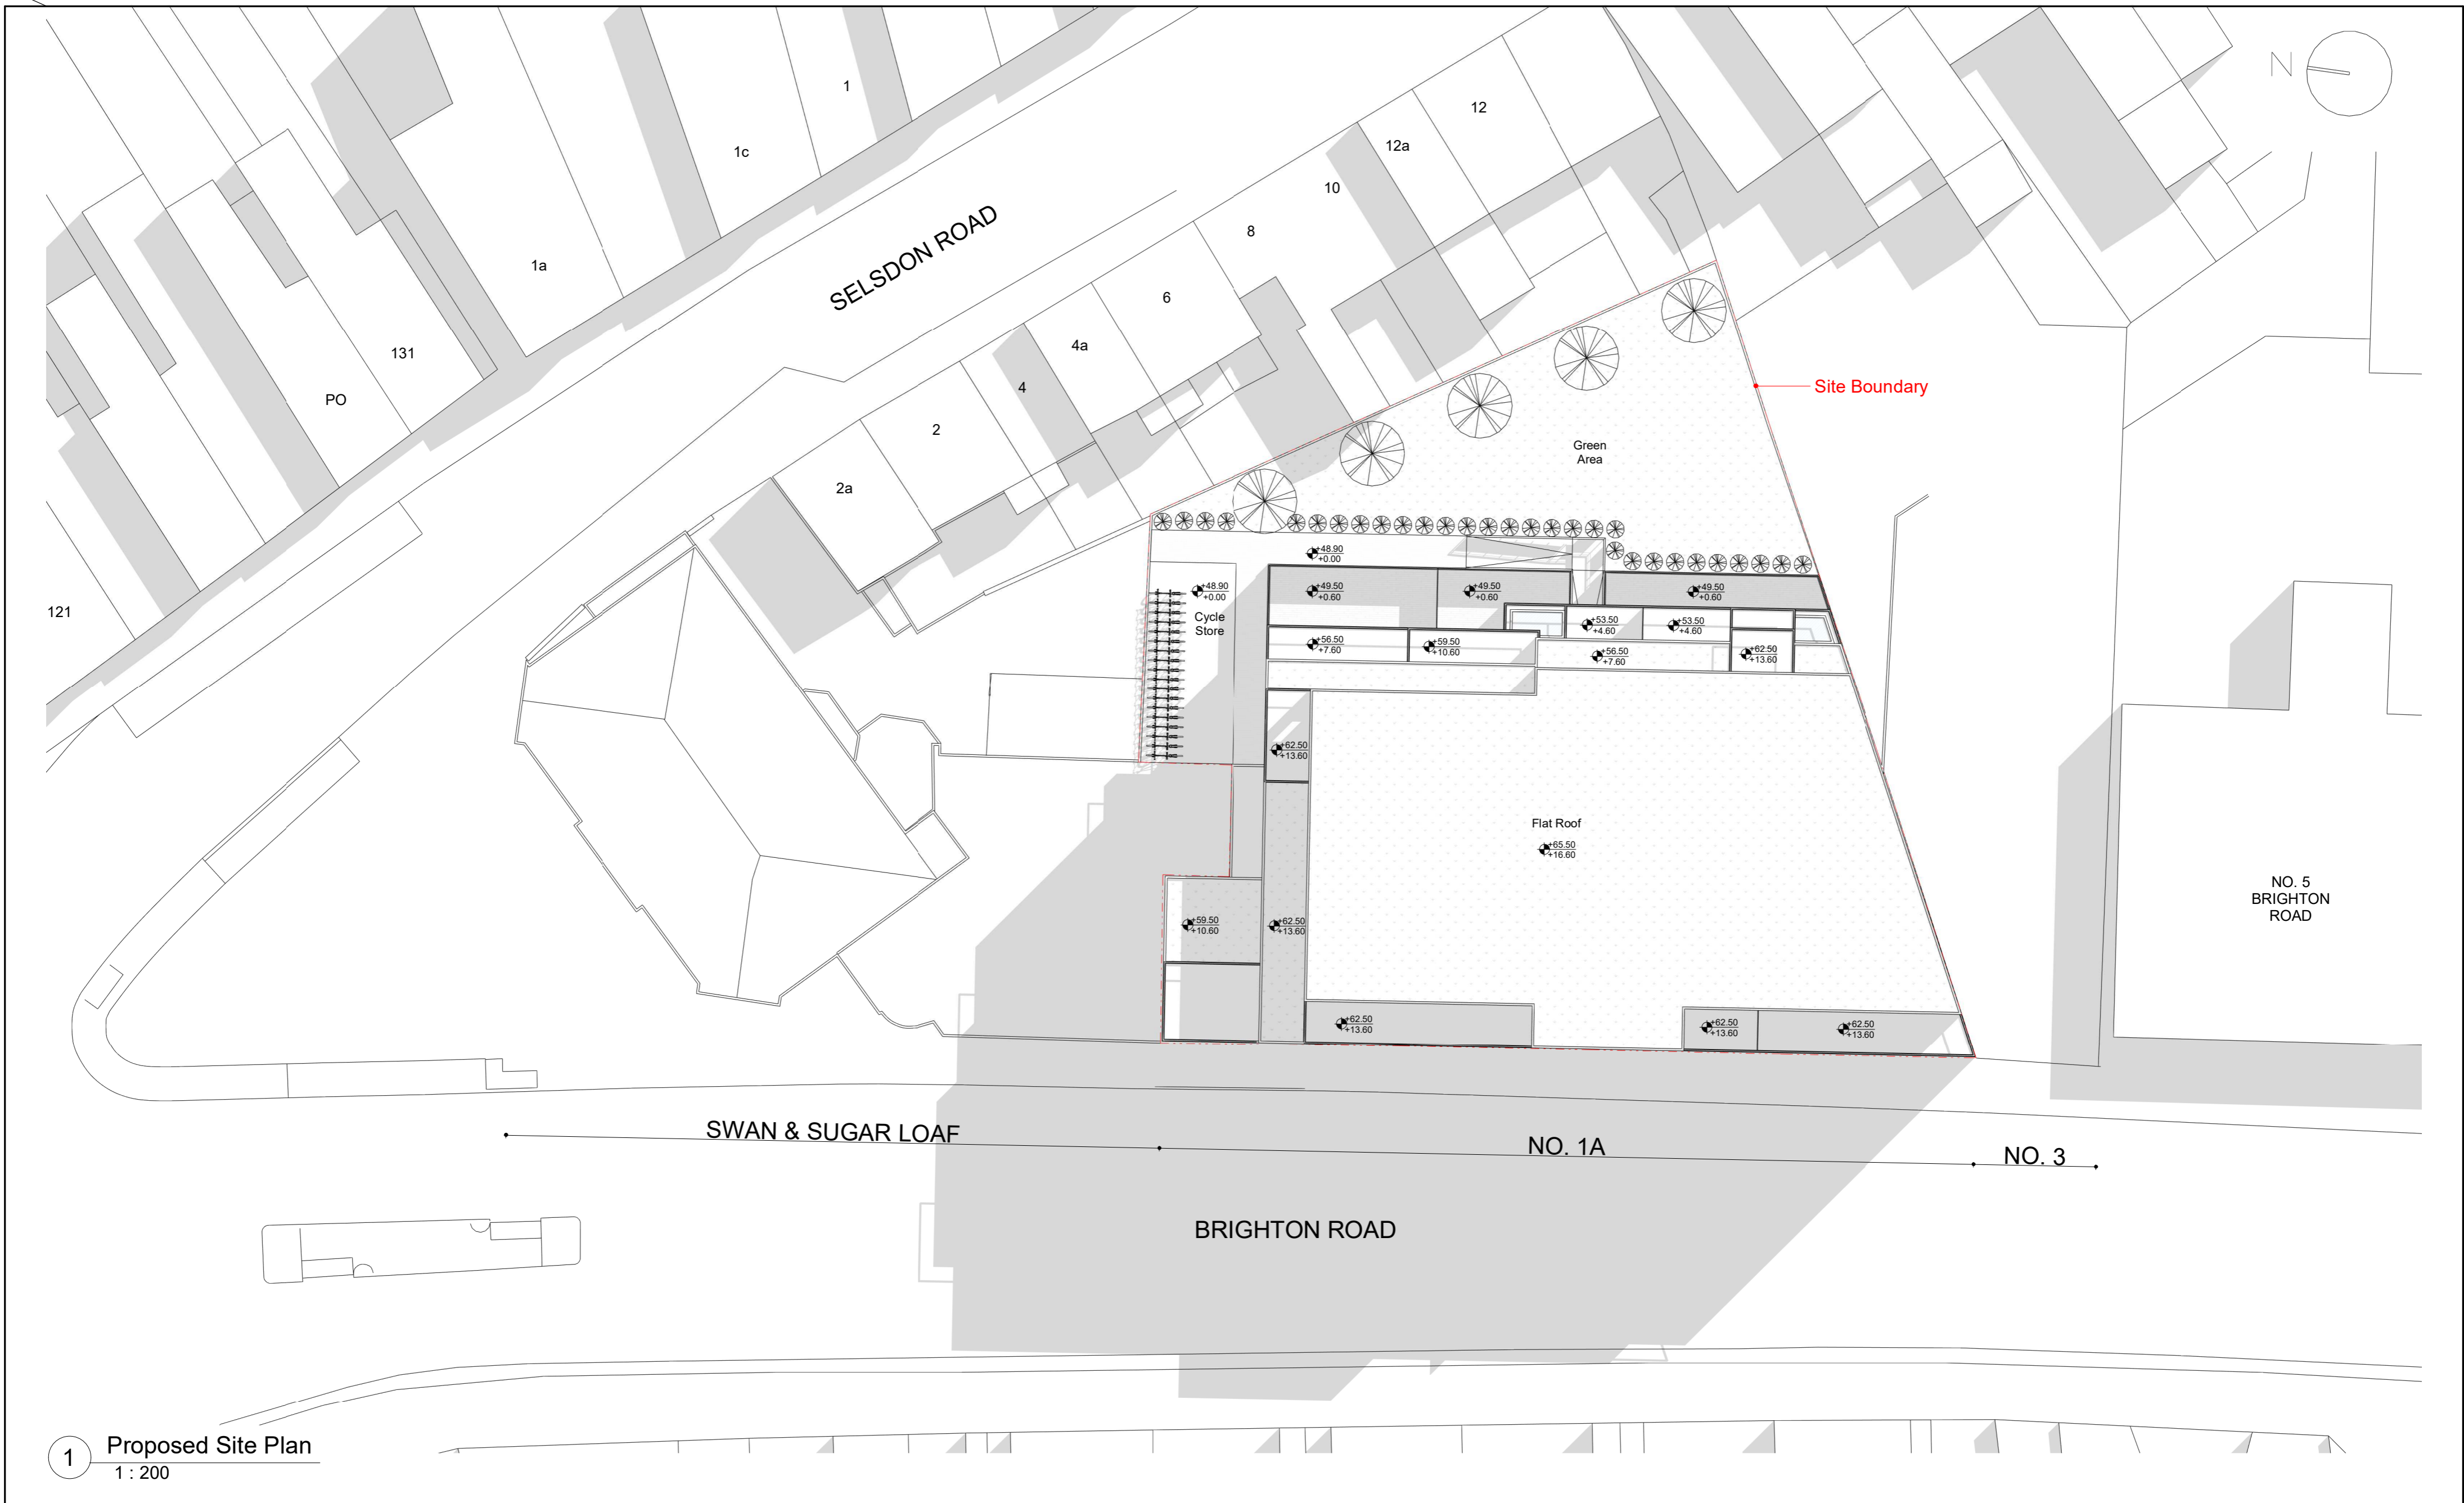 N
1
12
12a
1c
10
SELSDON ROAD
8
1a
6
4a
131
4
PO
2
2a
Site Boundary
Green
Area
+48.90
+0.00
+48.90
+0.00
Cycle
Store
+49.50
+0.60
+49.50
+0.60
+49.50
+0.60
121
+53.50
+4.60
+53.50
+4.60
+56.50
+7.60
+59.50
+10.60
+56.50
+7.60
+62.50
+13.60
+62.50
+13.60
Flat Roof
+65.50
+16.60
NO. 5
BRIGHTON
ROAD
+59.50
+10.60
+62.50
+13.60
+62.50
+13.60
+62.50
+13.60
+62.50
+13.60
SWAN & SUGAR LOAF
NO. 1A
NO. 3
BRIGHTON ROAD
1
Proposed Site Plan
1 : 200